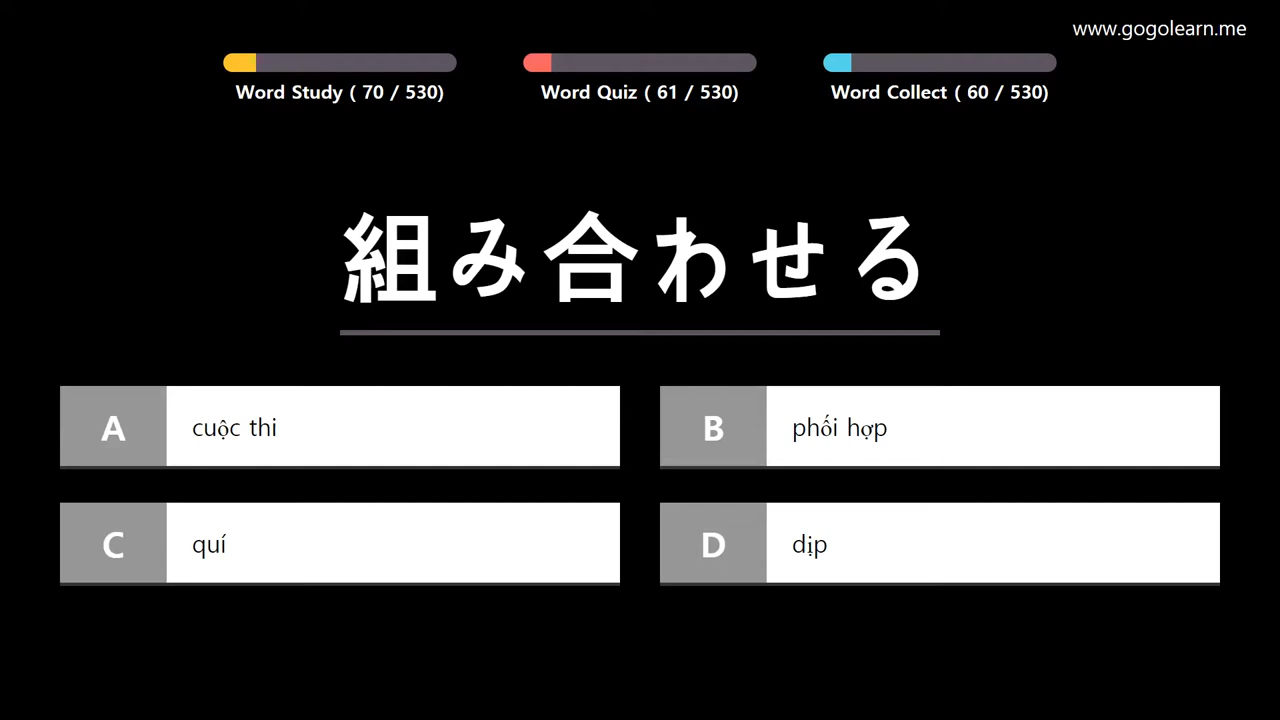 www.gogolearn.me
Word Study ( 70 / 530)
Word Quiz ( 61 / 530)
Word Collect ( 60 / 530)
組み合わせる
A cuộc thi
B phối hợp
C quí
D dịp